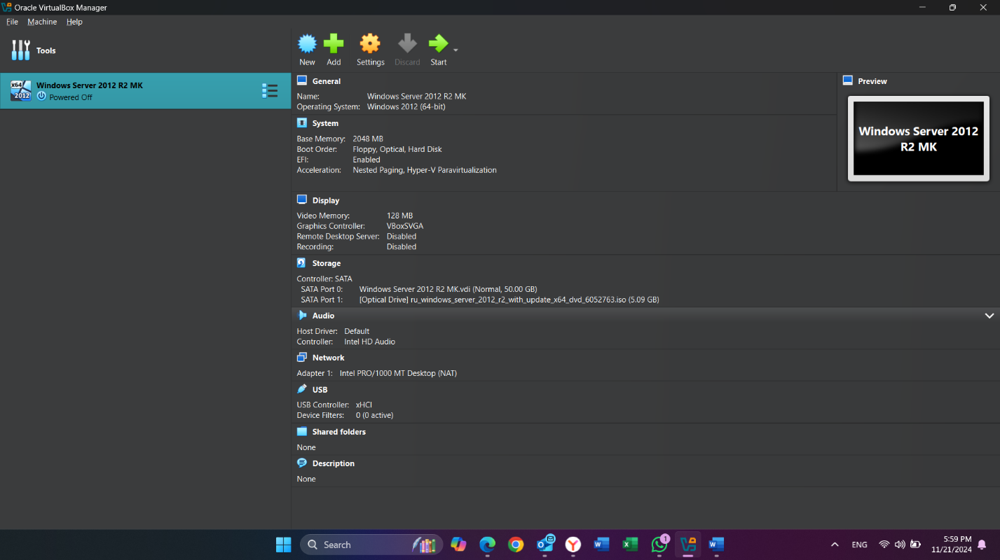 Oracle VirtualBox Manager
File Machine Help
Tools
New Add Settings Discard Start
x64 2012
Windows Server 2012 R2 MK
Powered Off
General
Name: Windows Server 2012 R2 MK
Operating System: Windows 2012 (64-bit)
System
Base Memory: 2048 MB
Boot Order: Floppy, Optical, Hard Disk
EFI: Enabled
Acceleration: Nested Paging, Hyper-V Paravirtualization
Preview
Windows Server 2012
R2 MK
Display
Video Memory: 128 MB
Graphics Controller: VBoxSVGA
Remote Desktop Server: Disabled
Recording: Disabled
Storage
Controller: SATA
SATA Port 0: Windows Server 2012 R2 MK.vdi (Normal, 50.00 GB)
SATA Port 1: [Optical Drive] ru_windows_server_2012_r2_with_update_x64_dvd_6052763.iso (5.09 GB)
Audio
Host Driver: Default
Controller: Intel HD Audio
Network
Adapter 1: Intel PRO/1000 MT Desktop (NAT)
USB
USB Controller: xHCI
Device Filters: 0 (0 active)
Shared folders
None
Description
None
Search
1
ENG
5:59 PM
11/21/2024